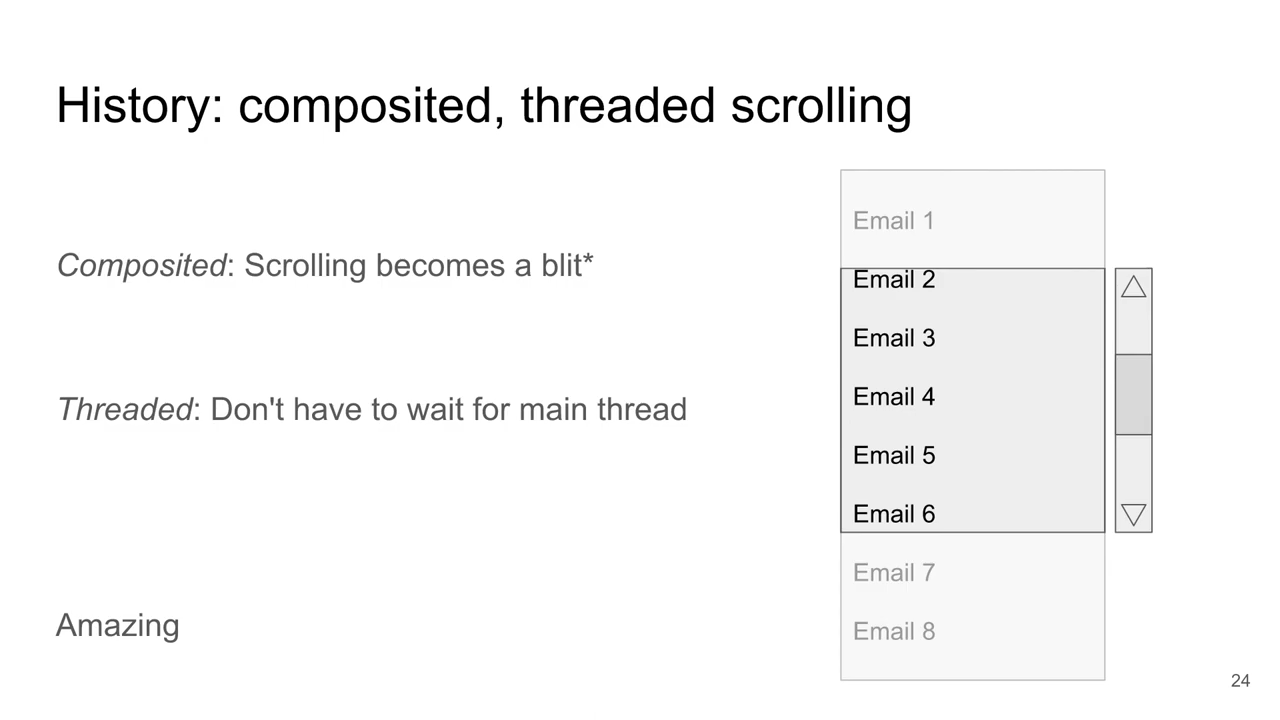 History: composited, threaded scrolling
Composited: Scrolling becomes a blit*
Threaded: Don't have to wait for main thread
Amazing
Email 1
Email 2
Email 3
Email 4
Email 5
Email 6
Email 7
Email 8
24